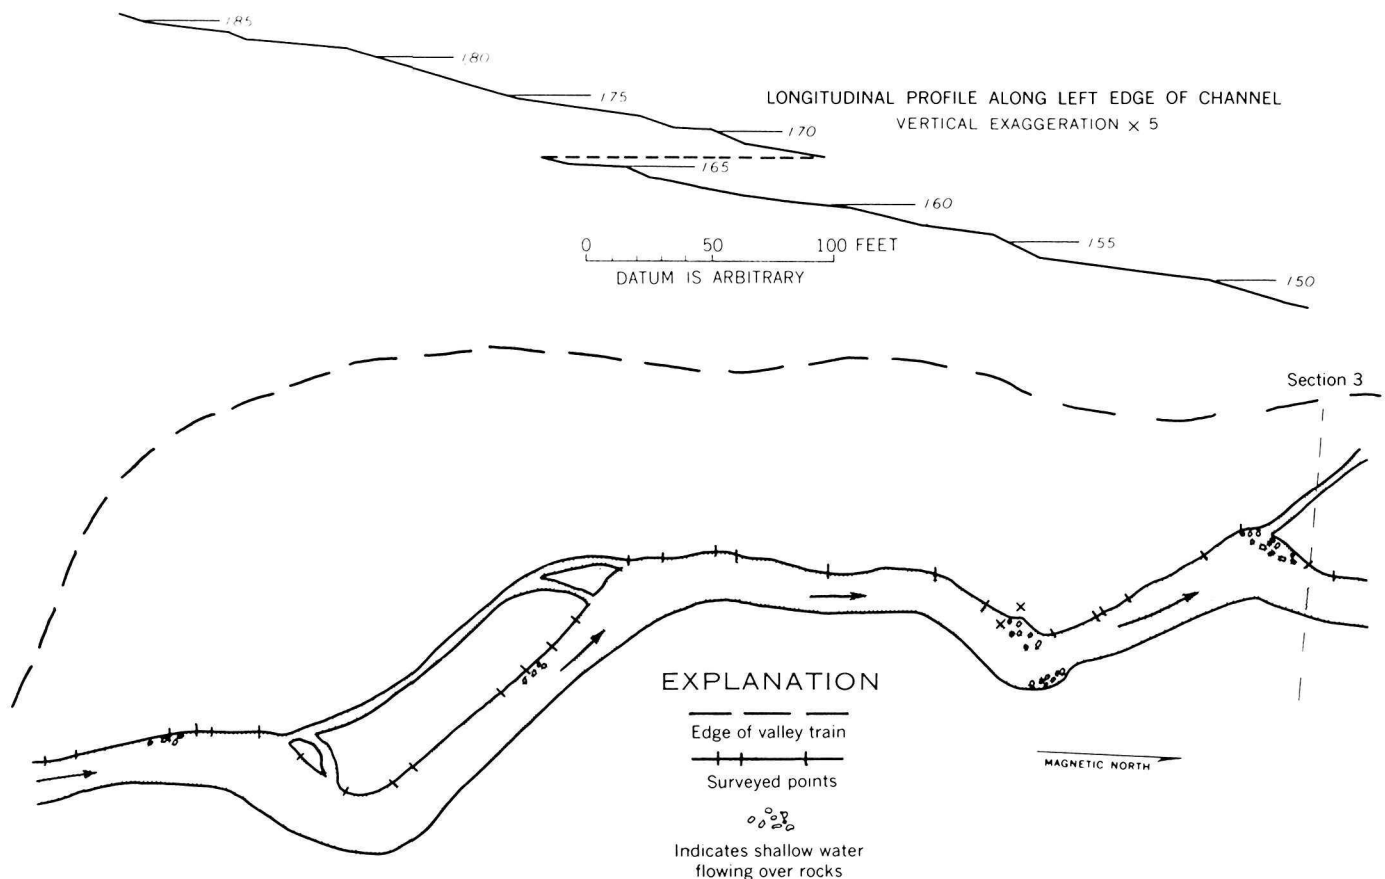 185
180
175
LONGITUDINAL PROFILE ALONG LEFT EDGE OF CHANNEL
VERTICAL EXAGGERATION × 5
170
165
160
0 50 100 FEET
155
DATUM IS ARBITRARY
150
Section 3
EXPLANATION
Edge of valley train
MAGNETIC NORTH
Surveyed points
Indicates shallow water
flowing over rocks